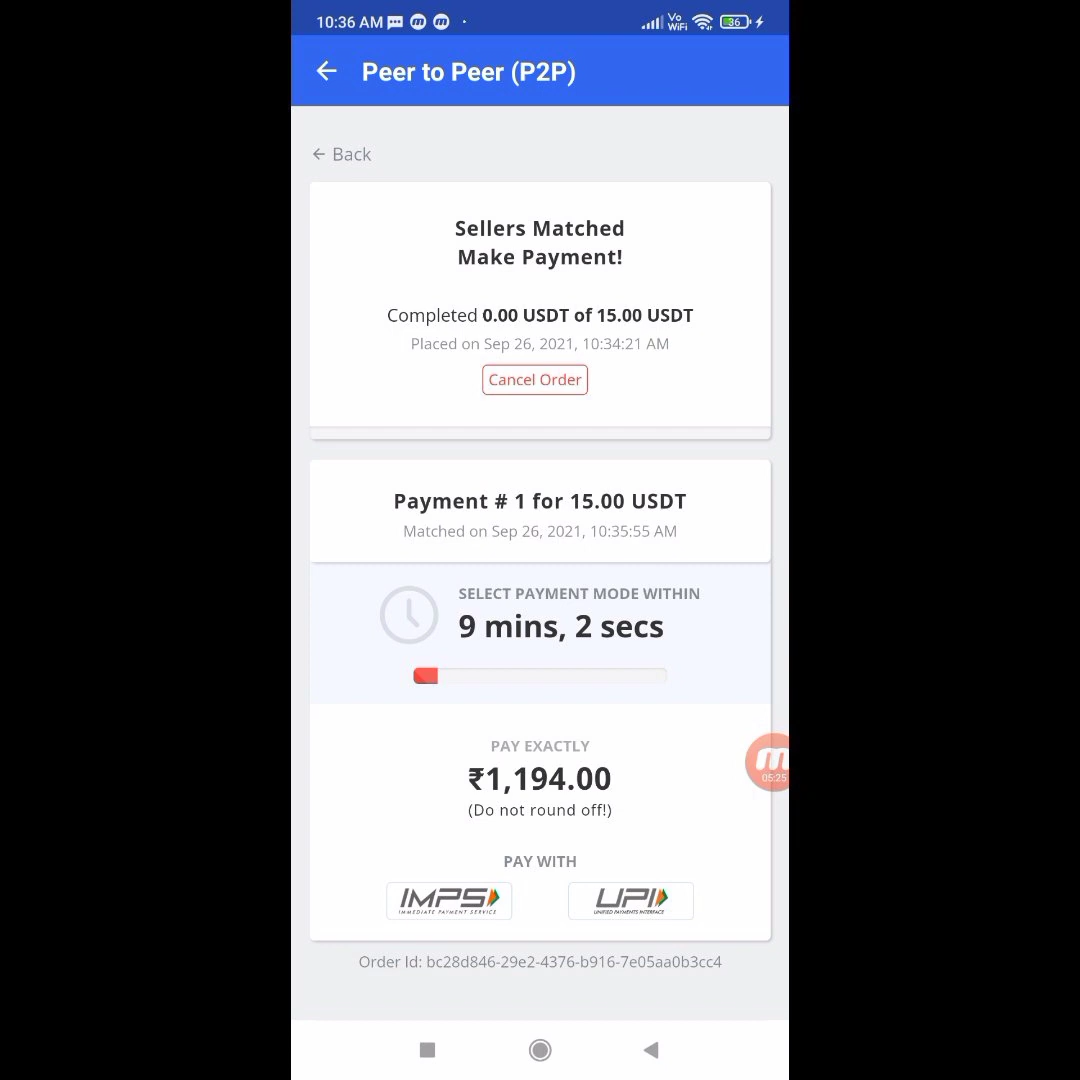 10:36 AM
Vo
WiFi
36
Peer to Peer (P2P)
← Back
Sellers Matched
Make Payment!
Completed 0.00 USDT of 15.00 USDT
Placed on Sep 26, 2021, 10:34:21 AM
Cancel Order
Payment # 1 for 15.00 USDT
Matched on Sep 26, 2021, 10:35:55 AM
SELECT PAYMENT MODE WITHIN
9 mins, 2 secs
PAY EXACTLY
₹1,194.00
05:25
(Do not round off!)
PAY WITH
IMPS UPI
IMMEDIATE PAYMENT SERVICE UNIFIED PAYMENTS INTERFACE
Order Id: bc28d846-29e2-4376-b916-7e05aa0b3cc4